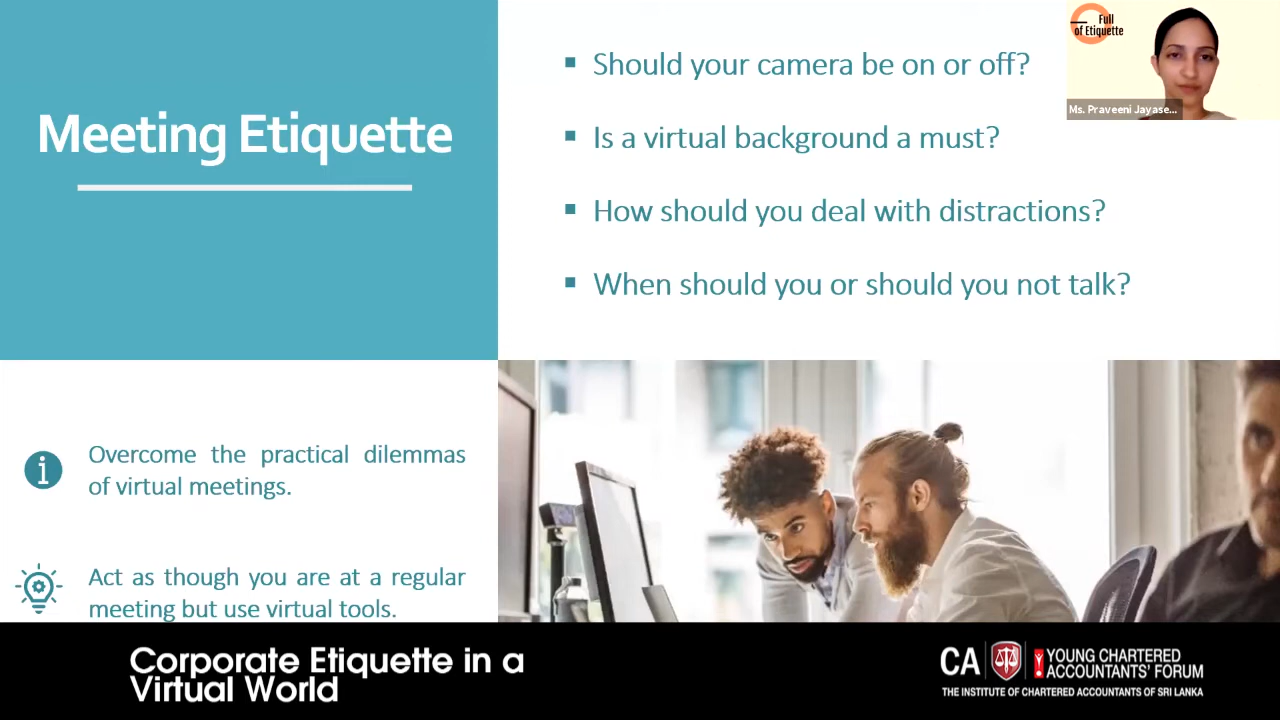 Meeting Etiquette
Should your camera be on or off?
Is a virtual background a must?
How should you deal with distractions?
When should you or should you not talk?
Full
of Etiquette
Ms. Praveeni Jayase...
Overcome the practical dilemmas
of virtual meetings.
Act as though you are at a regular
meeting but use virtual tools.
Corporate Etiquette in a
Virtual World
CA
YOUNG CHARTERED
ACCOUNTANTS' FORUM
THE INSTITUTE OF CHARTERED ACCOUNTANTS OF SRI LANKA